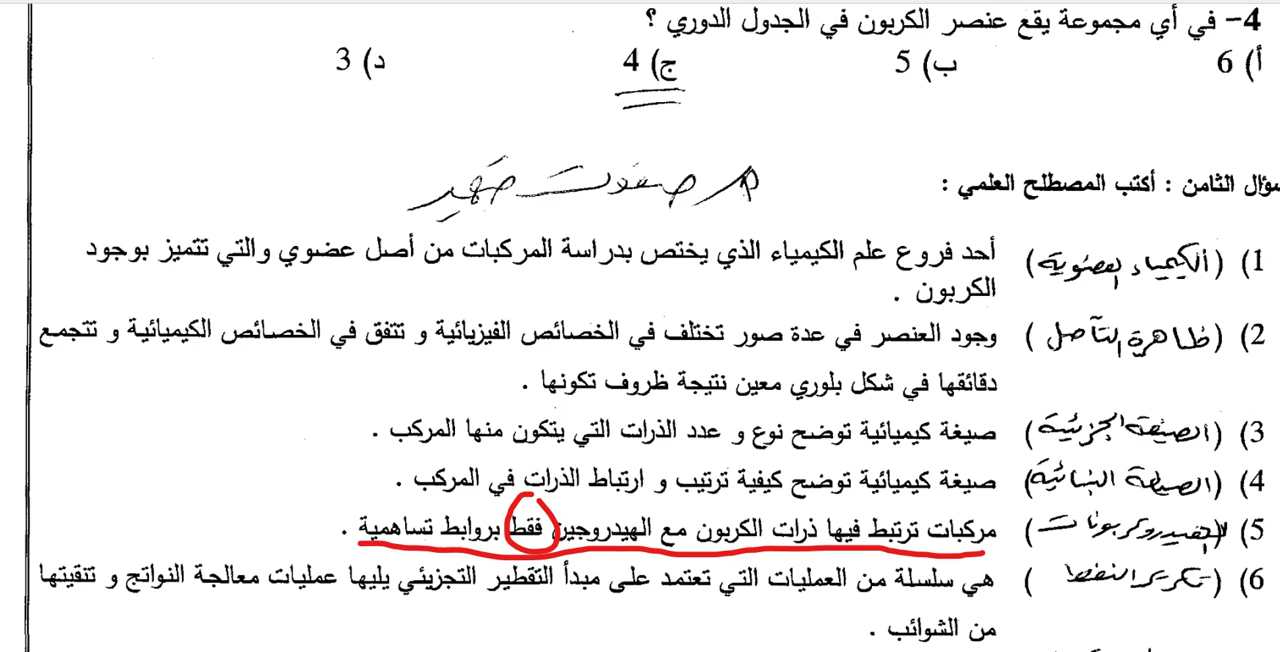 4- في أي مجموعة يقع عنصر الكربون في الجدول الدوري ؟
أ) 6 ب) 5 ج) 4 د) 3
سؤال الثامن : أكتب المصطلح العلمي :
1) (الكيمياء العضوية) أحد فروع علم الكيمياء الذي يختص بدراسة المركبات من أصل عضوي والتي تتميز بوجود
الكربون .
2) (ظاهرة التآصل) وجود العنصر في عدة صور تختلف في الخصائص الفيزيائية و تتفق في الخصائص الكيميائية و تتجمع
دقائقها في شكل بلوري معين نتيجة ظروف تكونها .
3) (الصيغة الجزئية) صيغة كيميائية توضح نوع و عدد الذرات التي يتكون منها المركب .
4) (الصيغة البنائية) صيغة كيميائية توضح كيفية ترتيب و ارتباط الذرات في المركب .
5) (الهيدروكربونات) مركبات ترتبط فيها ذرات الكربون مع الهيدروجين فقط بروابط تساهمية .
6) (تكرير النفط) هي سلسلة من العمليات التي تعتمد على مبدأ التقطير التجزيئي يليها عمليات معالجة النواتج و تنقيتها
من الشوائب .